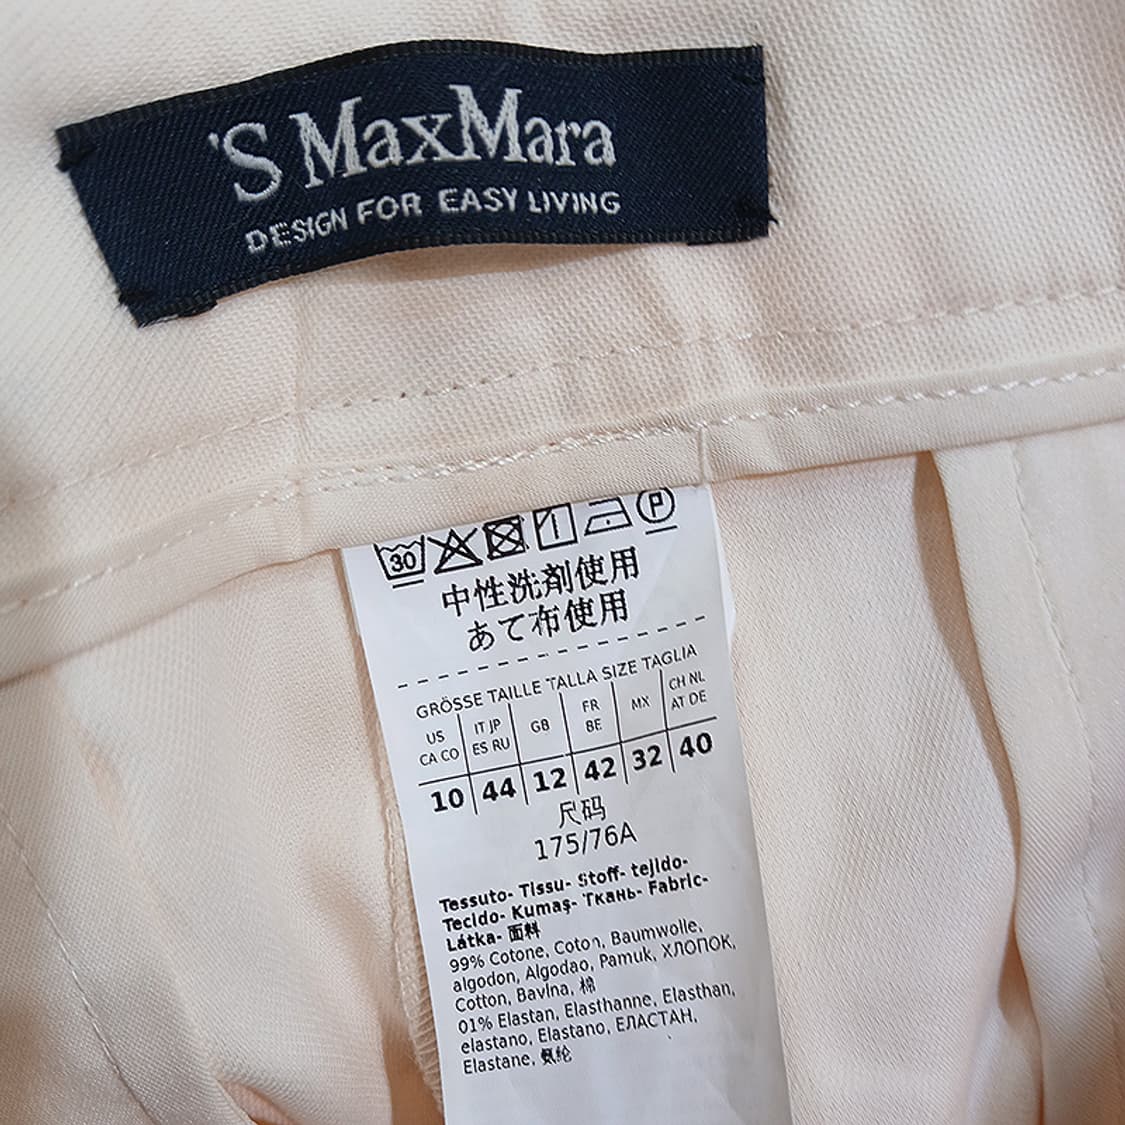 'S MaxMara
DESIGN FOR EASY LIVING
30 P
中性洗剤使用
あて布使用
GRÖSSE TAILLE TALLA SIZE TAGLIA
US IT JP GB FR MX CH NL
CA CO ES RU BE AT DE
10 44 12 42 32 40
尺码
175/76A
Tessuto- Tissu- Stoff- tejido-
Tecido- Kumaş- Ткань- Fabric-
Látka- 面料
99% Cotone, Coton, Baumwolle,
algodon, Algodao, Pamuk, ХЛОПОК,
Cotton, Bavlna, 棉
01% Elastan, Elasthanne, Elasthan,
elastano, Elastano, ЕЛАСТАН,
Elastane, 氨纶